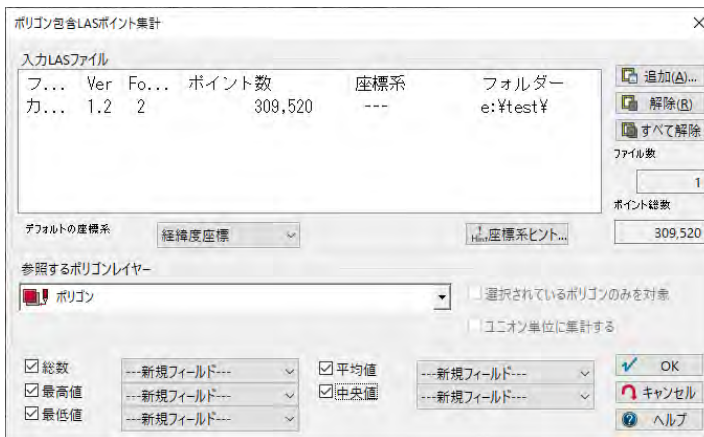 ポリゴン包含LASポイント集計
入力LASファイル
フ... Ver Fo... ポイント数 座標系 フォルダー
カ... 1.2 2 309,520 --- e:¥test¥
追加(A)...
解除(R)
すべて解除
ファイル数
1
ポイント総数
309,520
デフォルトの座標系 経緯度座標 座標系ヒント...
参照するポリゴンレイヤー
ポリゴン
選択されているポリゴンのみを対象
ユニオン単位に集計する
総数 ---新規フィールド--- 平均値 ---新規フィールド--- OK
最高値 ---新規フィールド--- 中央値 ---新規フィールド--- キャンセル
最低値 ---新規フィールド--- ヘルプ